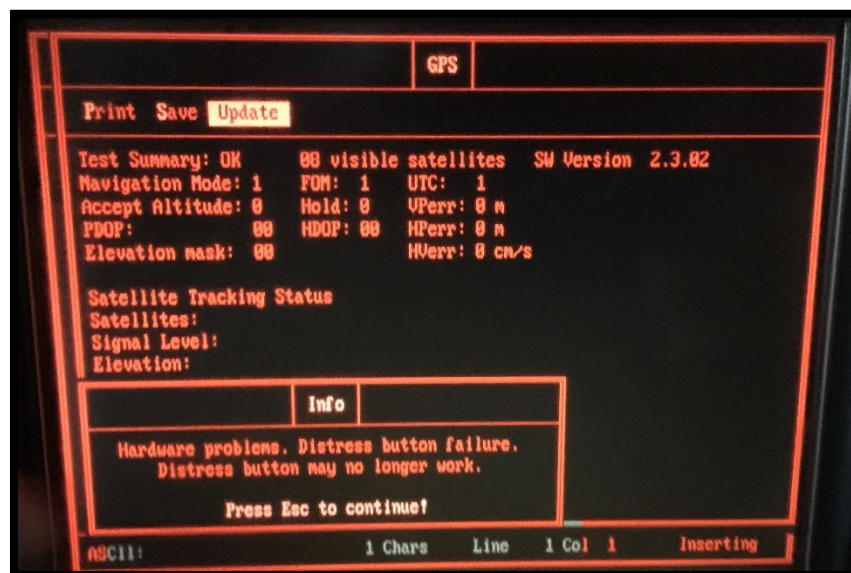 GPS
Print Save Update
Test Summary: OK 08 visible satellites SW Version 2.3.02
Navigation Mode: 1 FOM: 1 UTC: 1
Accept Altitude: 0 Hold: 0 VPerr: 0 m
PDOP: 00 HDOP: 00 HPerr: 0 m
Elevation mask: 00 HVerr: 0 cm/s
Satellite Tracking Status
Satellites:
Signal Level:
Elevation:
Info
Hardware problems. Distress button failure.
Distress button may no longer work.
Press Esc to continue!
ASCII: 1 Chars Line 1 Col 1 Inserting